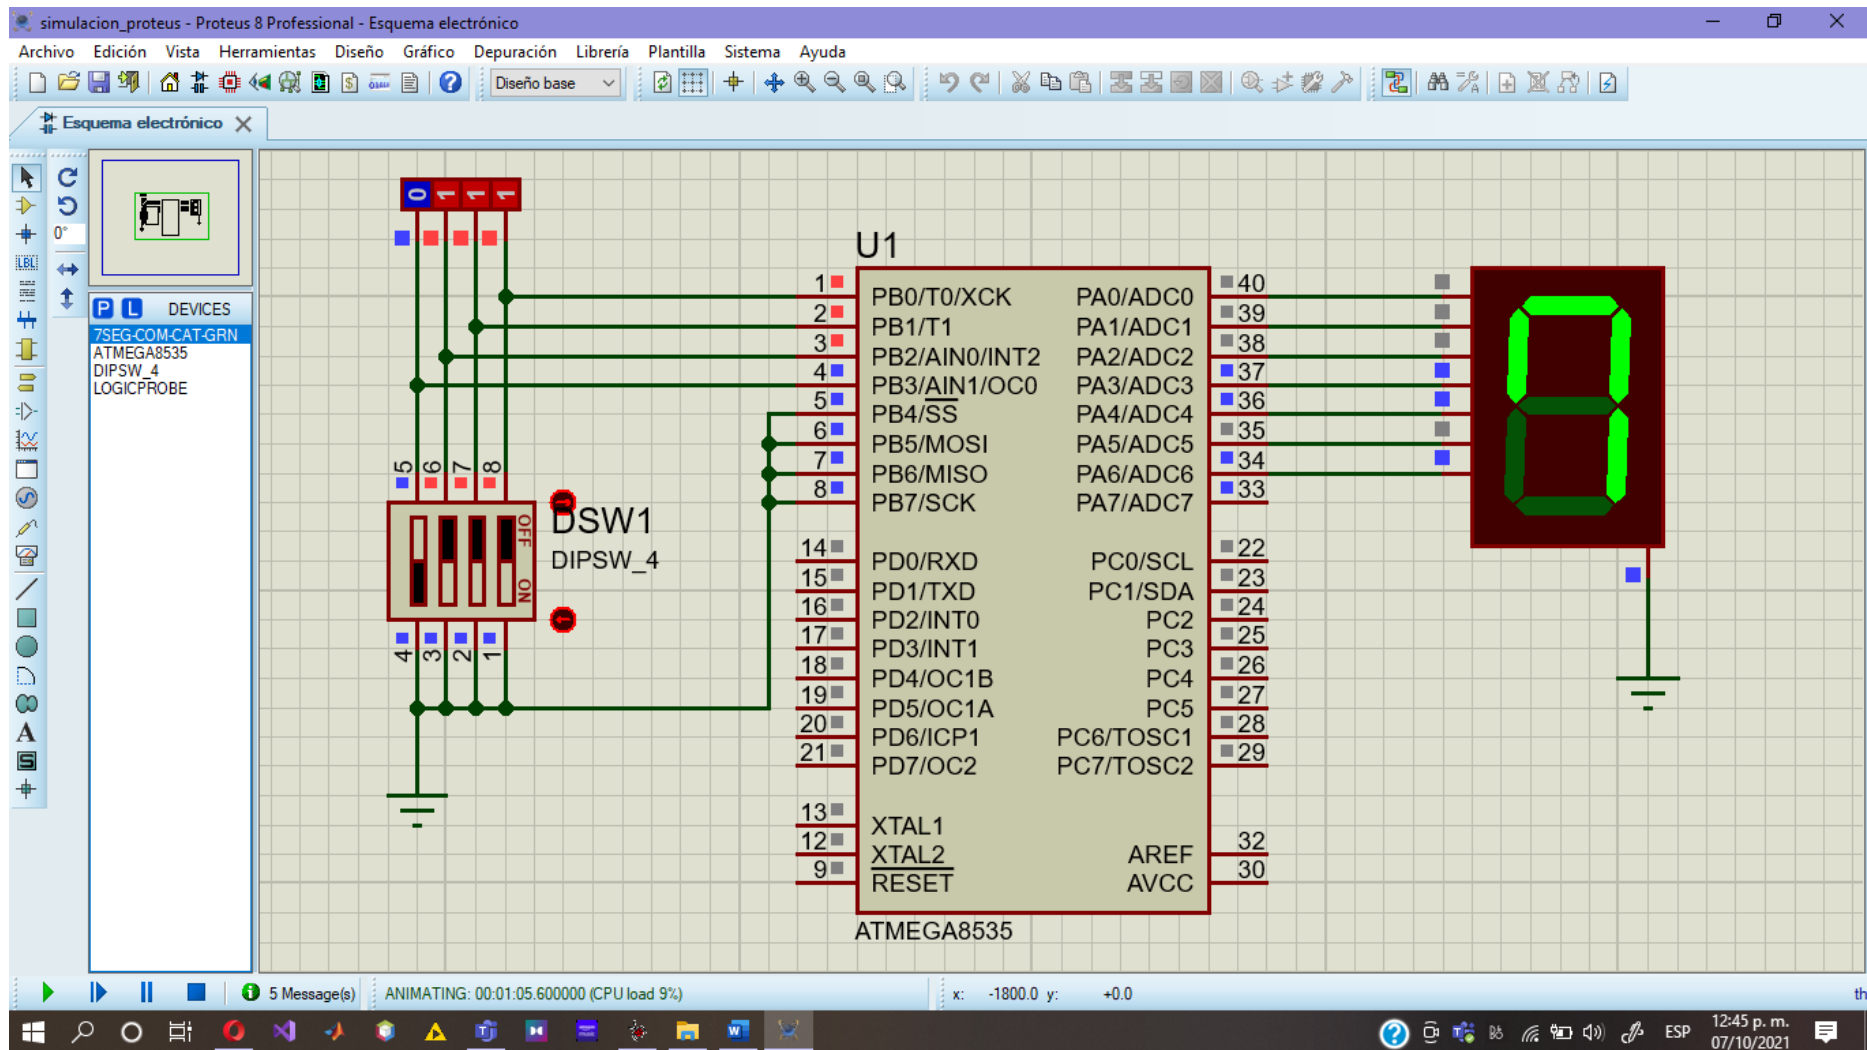 simulacion_proteus - Proteus 8 Professional - Esquema electrónico
Archivo Edición Vista Herramientas Diseño Gráfico Depuración Librería Plantilla Sistema Ayuda
Diseño base
Esquema electrónico
0°
LBL
P L DEVICES
7SEG-COM-CAT-GRN
ATMEGA8535
DIPSW_4
LOGICPROBE
A
S
0 1 1 1
5 6 7 8
OFF
ON
4 3 2 1
DSW1
DIPSW_4
U1
1 PB0/T0/XCK PA0/ADC0 40
2 PB1/T1 PA1/ADC1 39
3 PB2/AIN0/INT2 PA2/ADC2 38
4 PB3/AIN1/OC0 PA3/ADC3 37
5 PB4/SS PA4/ADC4 36
6 PB5/MOSI PA5/ADC5 35
7 PB6/MISO PA6/ADC6 34
8 PB7/SCK PA7/ADC7 33
14 PD0/RXD PC0/SCL 22
15 PD1/TXD PC1/SDA 23
16 PD2/INT0 PC2 24
17 PD3/INT1 PC3 25
18 PD4/OC1B PC4 26
19 PD5/OC1A PC5 27
20 PD6/ICP1 PC6/TOSC1 28
21 PD7/OC2 PC7/TOSC2 29
13 XTAL1
12 XTAL2 AREF 32
9 RESET AVCC 30
ATMEGA8535
5 Message(s) ANIMATING: 00:01:05.600000 (CPU load 9%) x: -1800.0 y: +0.0 th
ESP
12:45 p. m.
07/10/2021